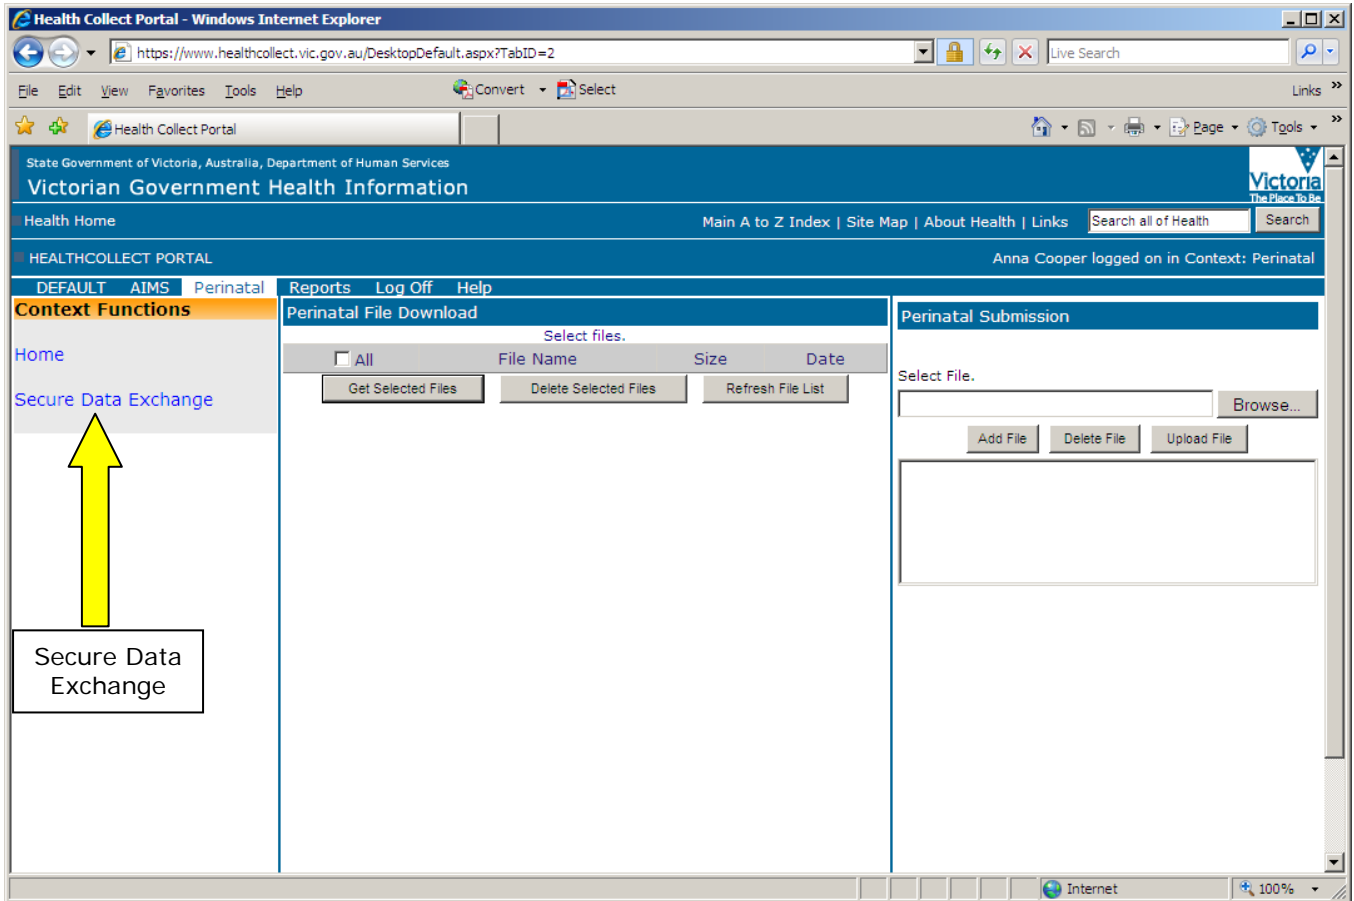 Health Collect Portal - Windows Internet Explorer
https://www.healthcollect.vic.gov.au/DesktopDefault.aspx?TabID=2
Live Search
File Edit View Favorites Tools Help
Convert Select
Links »
Health Collect Portal
Page Tools »
State Government of Victoria, Australia, Department of Human Services
Victorian Government Health Information
Victoria
The Place To Be
Health Home
Main A to Z Index | Site Map | About Health | Links
Search all of Health
Search
HEALTHCOLLECT PORTAL
Anna Cooper logged on in Context: Perinatal
DEFAULT AIMS Perinatal Reports Log Off Help
Context Functions
Home
Secure Data Exchange
Perinatal File Download
Select files.
All File Name Size Date
Get Selected Files Delete Selected Files Refresh File List
Perinatal Submission
Select File.
Browse...
Add File Delete File Upload File
Secure Data
Exchange
Internet
100%